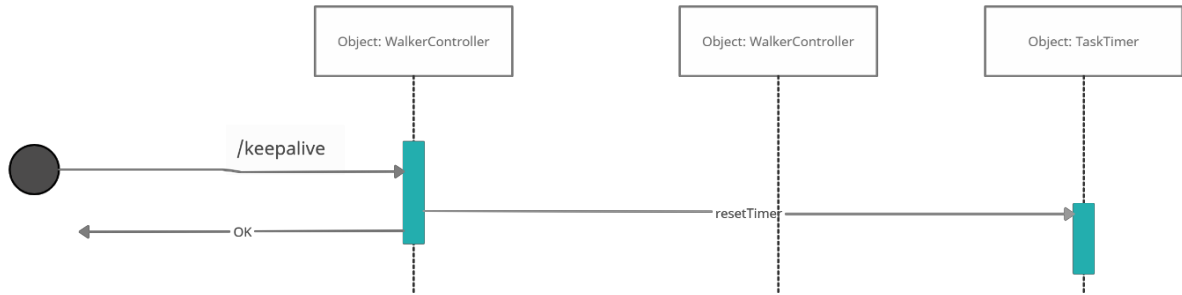 Object: WalkerController
Object: WalkerController
Object: TaskTimer
/keepalive
resetTimer
OK